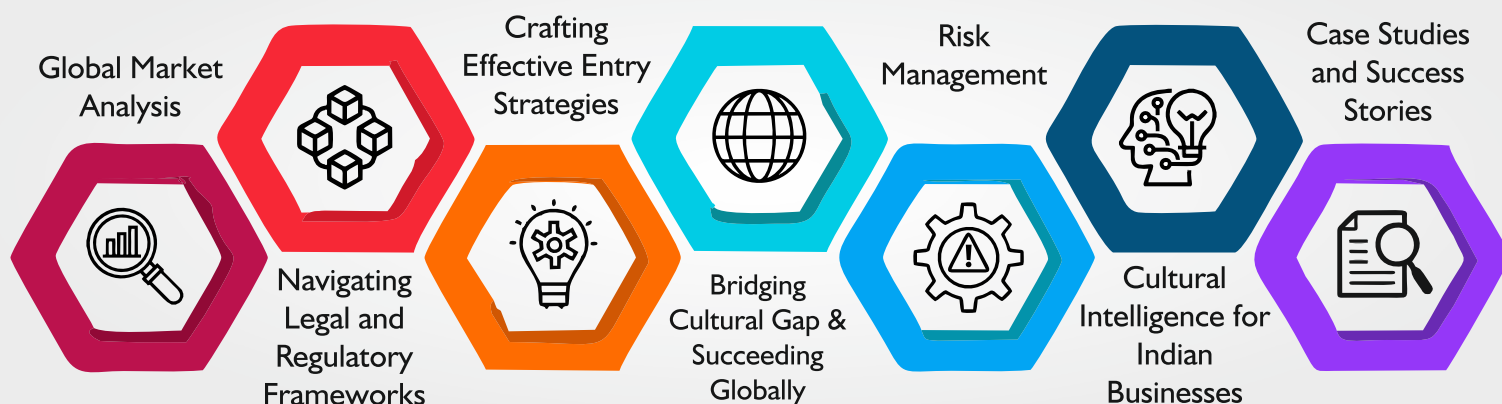 Global Market
Analysis
Navigating
Legal and
Regulatory
Frameworks
Crafting
Effective Entry
Strategies
Bridging
Cultural Gap &
Succeeding
Globally
Risk
Management
Cultural
Intelligence for
Indian
Businesses
Case Studies
and Success
Stories